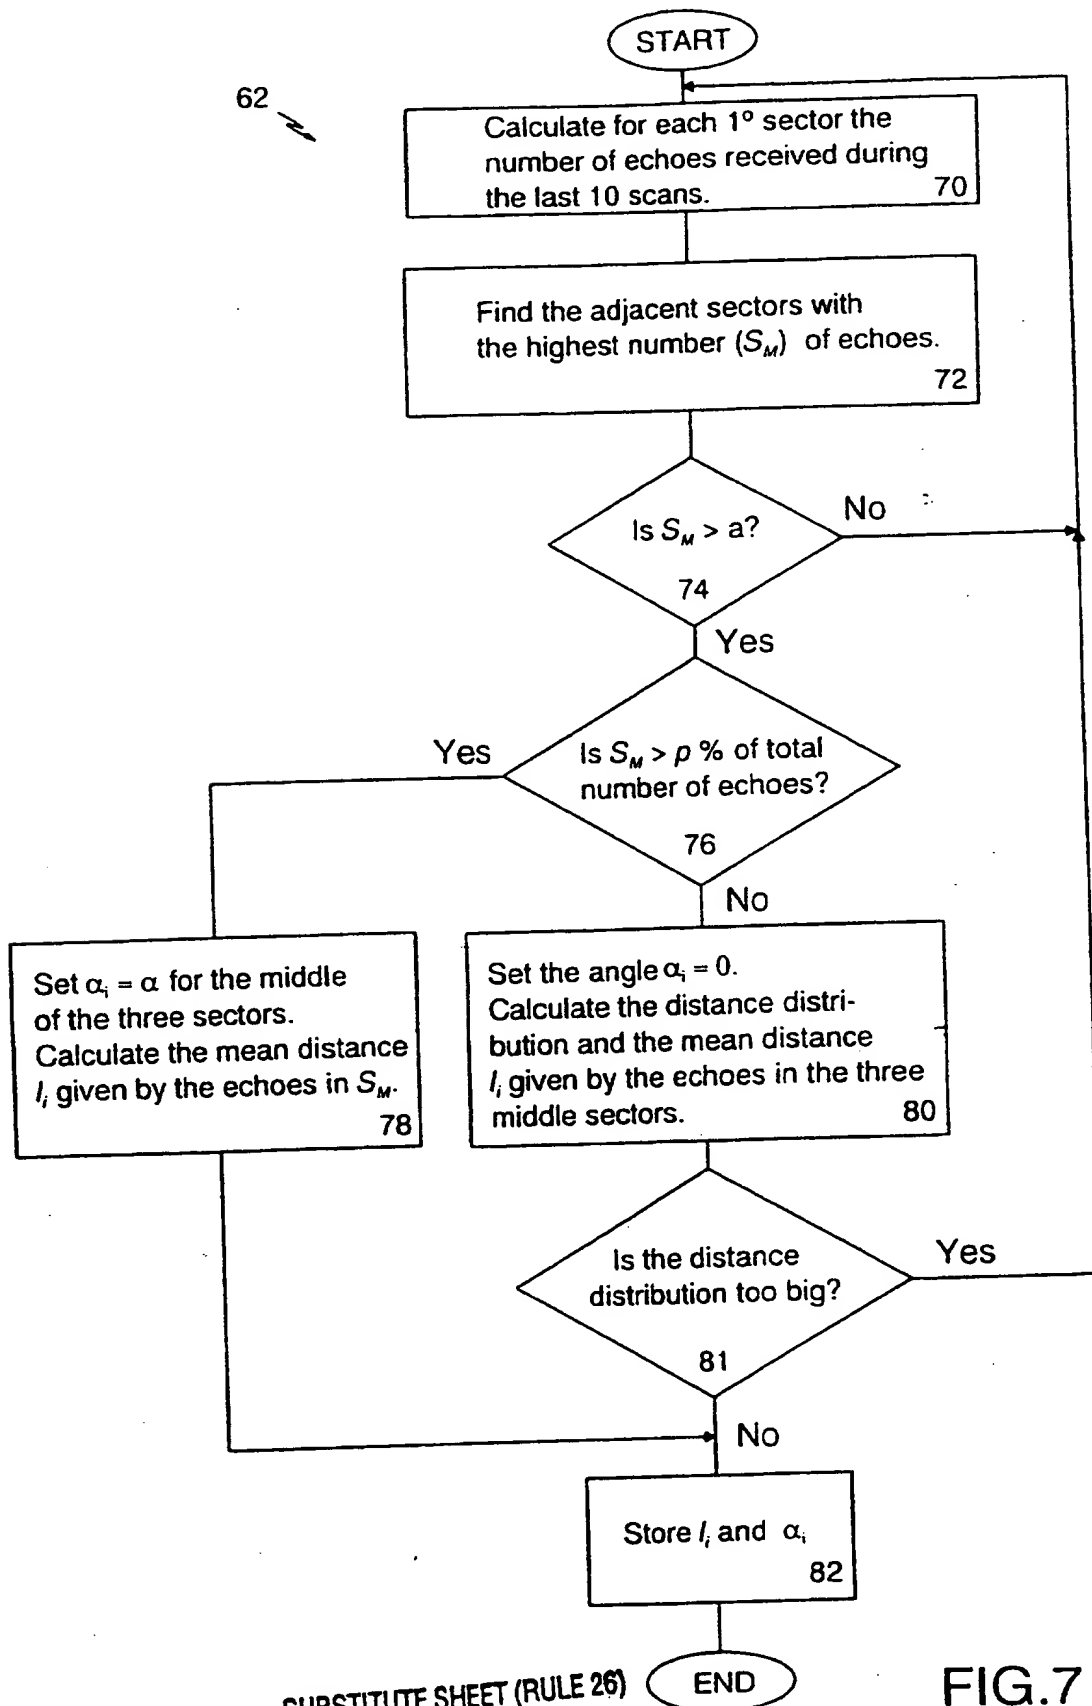 START
62
Calculate for each 1° sector the
number of echoes received during
the last 10 scans.
70
Find the adjacent sectors with
the highest number (S_M) of echoes.
72
Is S_M > a?
74
No
Yes
Is S_M > p % of total
number of echoes?
76
Yes
No
Set α_i = α for the middle
of the three sectors.
Calculate the mean distance
l_i given by the echoes in S_M.
78
Set the angle α_i = 0.
Calculate the distance distri-
bution and the mean distance
l_i given by the echoes in the three
middle sectors.
80
Is the distance
distribution too big?
81
Yes
No
Store l_i and α_i
82
END
SUBSTITUTE SHEET (RULE 26)
FIG.7